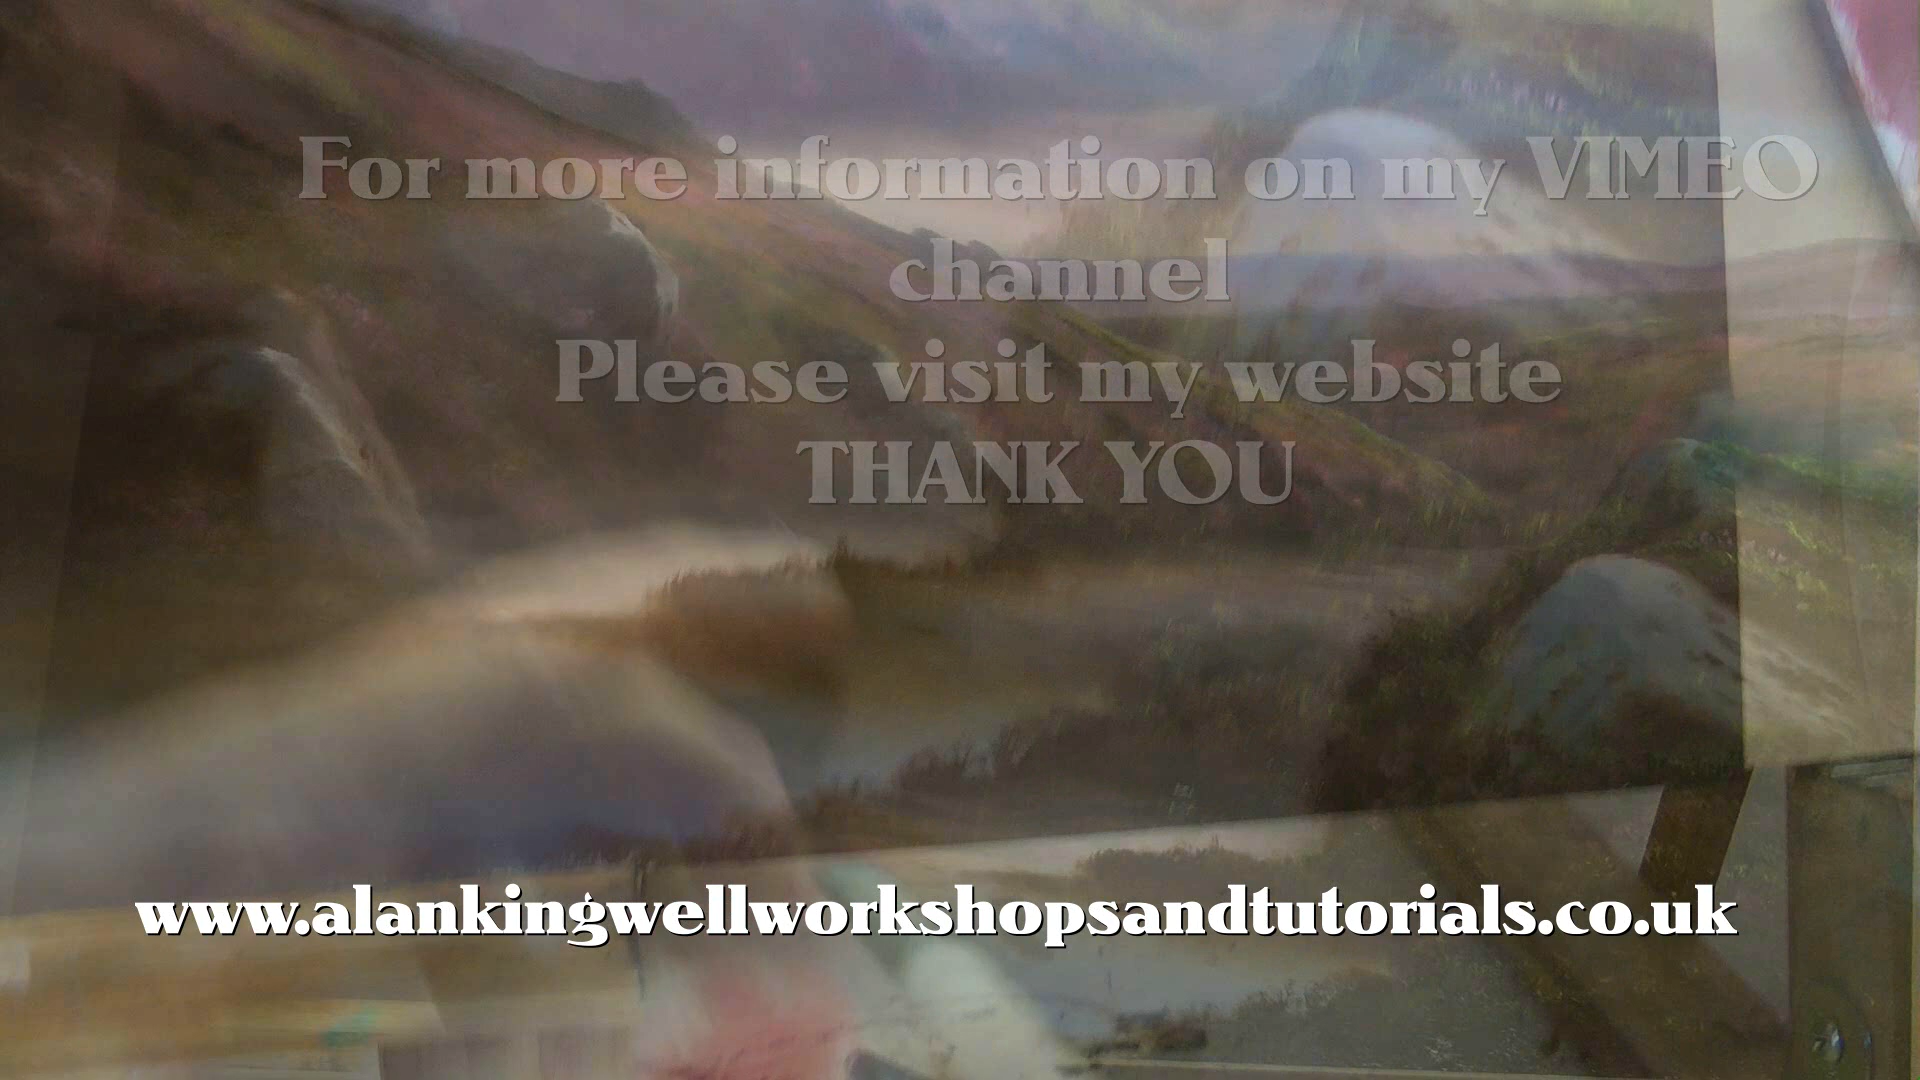 For more information on my VIMEO
channel
Please visit my website
THANK YOU
www.alankingwellworkshopsandtutorials.co.uk